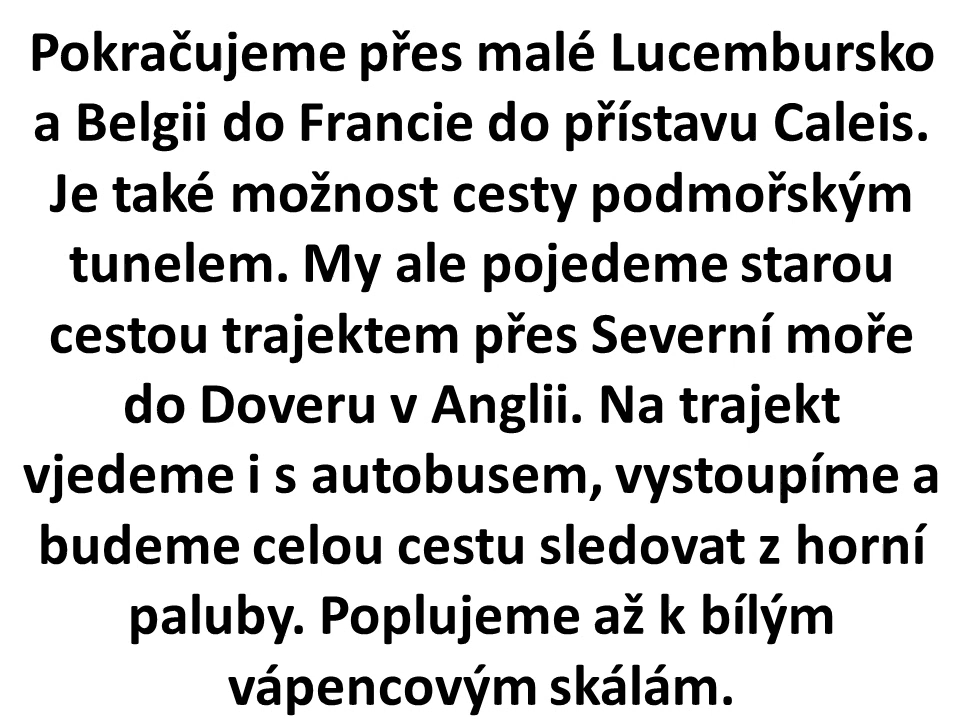 Pokračujeme přes malé Lucembursko
a Belgii do Francie do přístavu Caleis.
Je také možnost cesty podmořským
tunelem. My ale pojedeme starou
cestou trajektem přes Severní moře
do Doveru v Anglii. Na trajekt
vjedeme i s autobusem, vystoupíme a
budeme celou cestu sledovat z horní
paluby. Poplujeme až k bílým
vápencovým skálám.